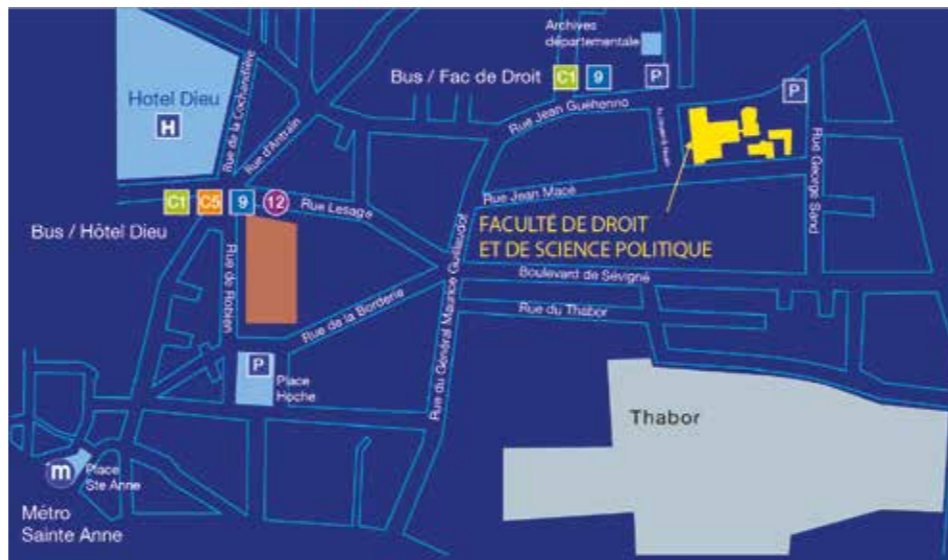 Archives
départementale
Bus / Fac de Droit C1 9 P
P
Hotel Dieu
H
Rue de la Cochardière
Rue d'Antrain
Rue Jean Guéhenno
Rue Jean Macé
Rue George Sand
C1 C5 9 12
Bus / Hôtel Dieu
Rue Lesage
FACULTÉ DE DROIT
ET DE SCIENCE POLITIQUE
Rue de Robien
Boulevard de Sévigné
Rue de la Borderie
Rue du Général Maurice Guillaudot
Rue du Thabor
P
Place
Hoche
Thabor
m
Place
Ste Anne
Métro
Sainte Anne